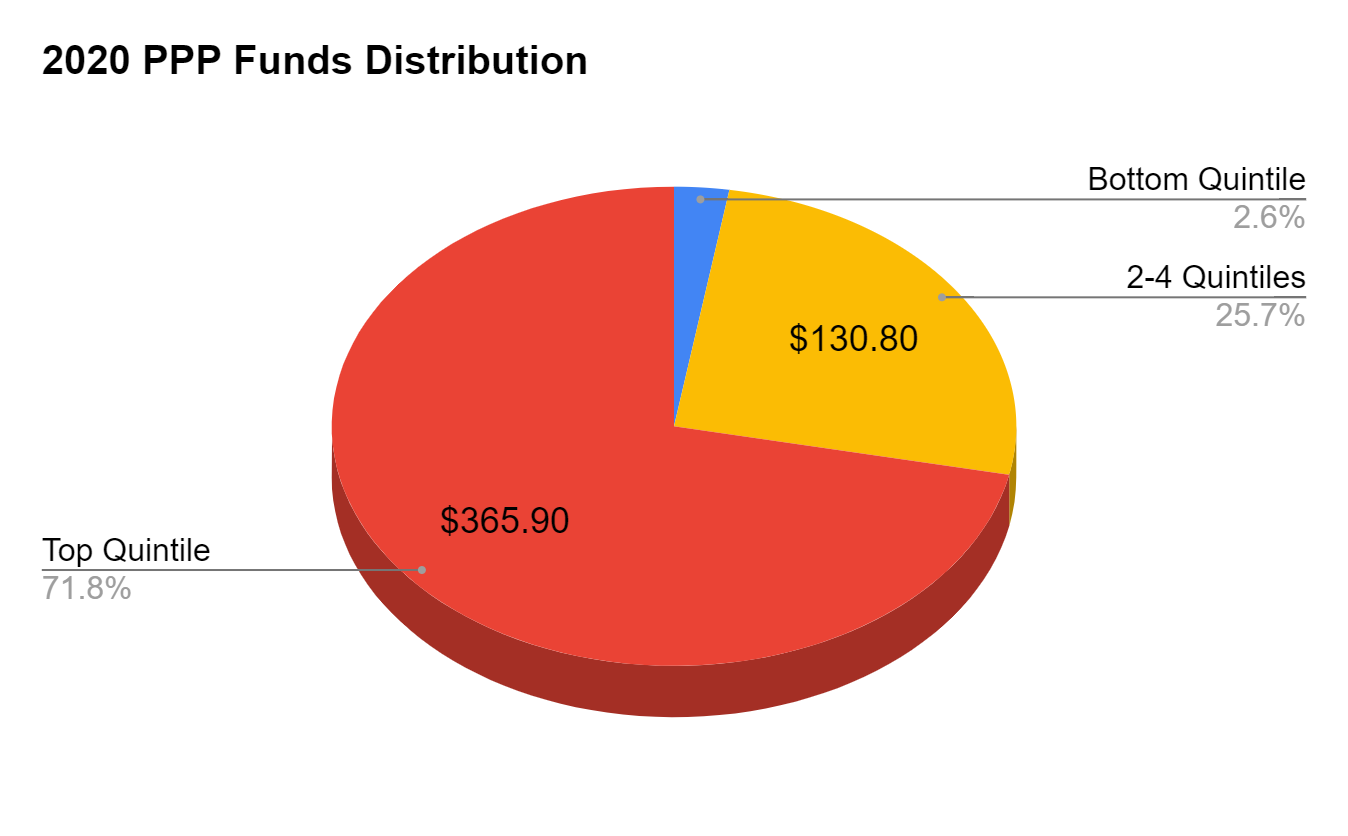 2020 PPP Funds Distribution
Bottom Quintile
2.6%
2-4 Quintiles
25.7%
$130.80
$365.90
Top Quintile
71.8%